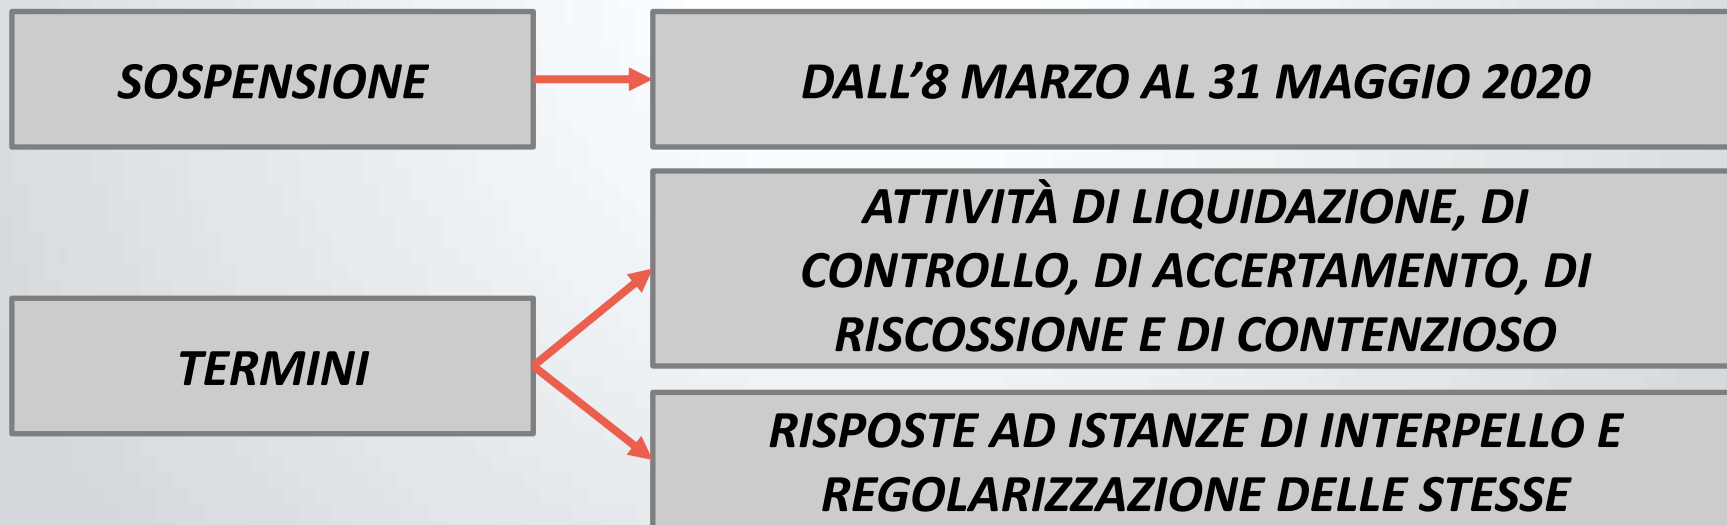 SOSPENSIONE
DALL’8 MARZO AL 31 MAGGIO 2020
TERMINI
ATTIVITÀ DI LIQUIDAZIONE, DI
CONTROLLO, DI ACCERTAMENTO, DI
RISCOSSIONE E DI CONTENZIOSO
RISPOSTE AD ISTANZE DI INTERPELLO E
REGOLARIZZAZIONE DELLE STESSE